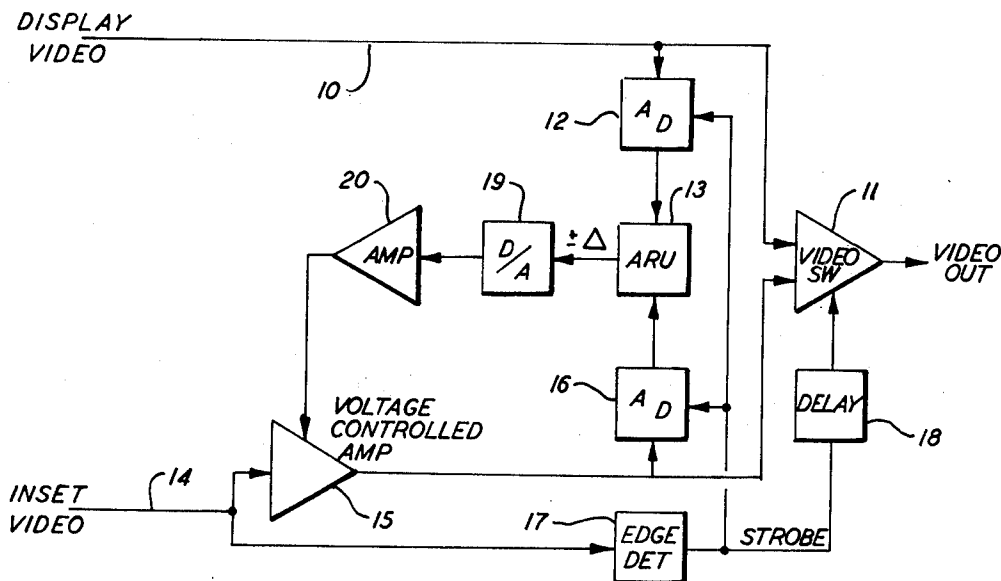 DISPLAY
VIDEO
10
12
A D
20
19
13
11
AMP
D/A
± Δ
ARU
VIDEO
SW
VIDEO
OUT
16
A D
DELAY
18
VOLTAGE
CONTROLLED
AMP
INSET
VIDEO
14
15
17
EDGE
DET
STROBE